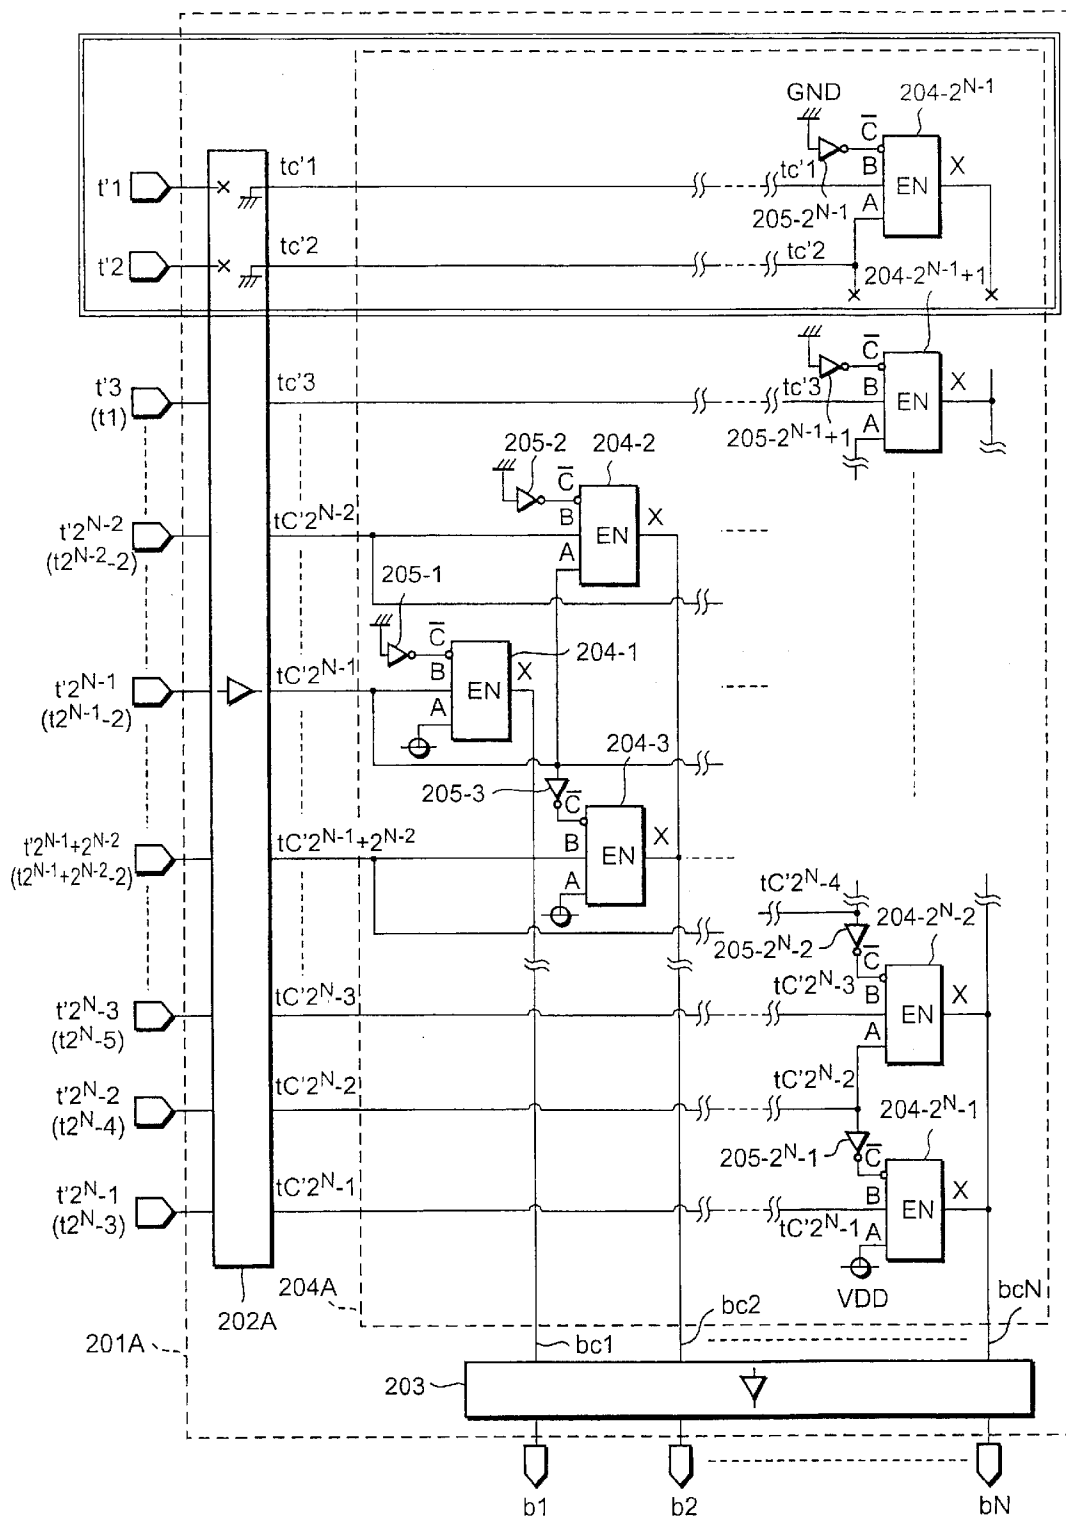 GND
204-2^N-1
C̅
t'1
tc'1
tc'1
B
X
EN
A
205-2^N-1
t'2
tc'2
tc'2
204-2^N-1+1
C̅
t'3
(t1)
tc'3
tc'3
B
X
EN
A
205-2^N-1+1
205-2
204-2
C̅
t'2^N-2
(t2^N-2-2)
tC'2^N-2
B
X
EN
A
205-1
C̅
204-1
t'2^N-1
(t2^N-1-2)
tC'2^N-1
B
X
EN
A
204-3
205-3
C̅
t'2^N-1+2^N-2
(t2^N-1+2^N-2-2)
tC'2^N-1+2^N-2
B
X
EN
A
tC'2^N-4
204-2^N-2
205-2^N-2
C̅
t'2^N-3
(t2^N-5)
tC'2^N-3
tC'2^N-3
B
X
EN
A
t'2^N-2
(t2^N-4)
tC'2^N-2
tC'2^N-2
204-2^N-1
205-2^N-1
C̅
t'2^N-1
(t2^N-3)
tC'2^N-1
B
X
EN
tC'2^N-1
A
VDD
202A
204A
201A
bc1
bc2
bcN
203
b1
b2
bN